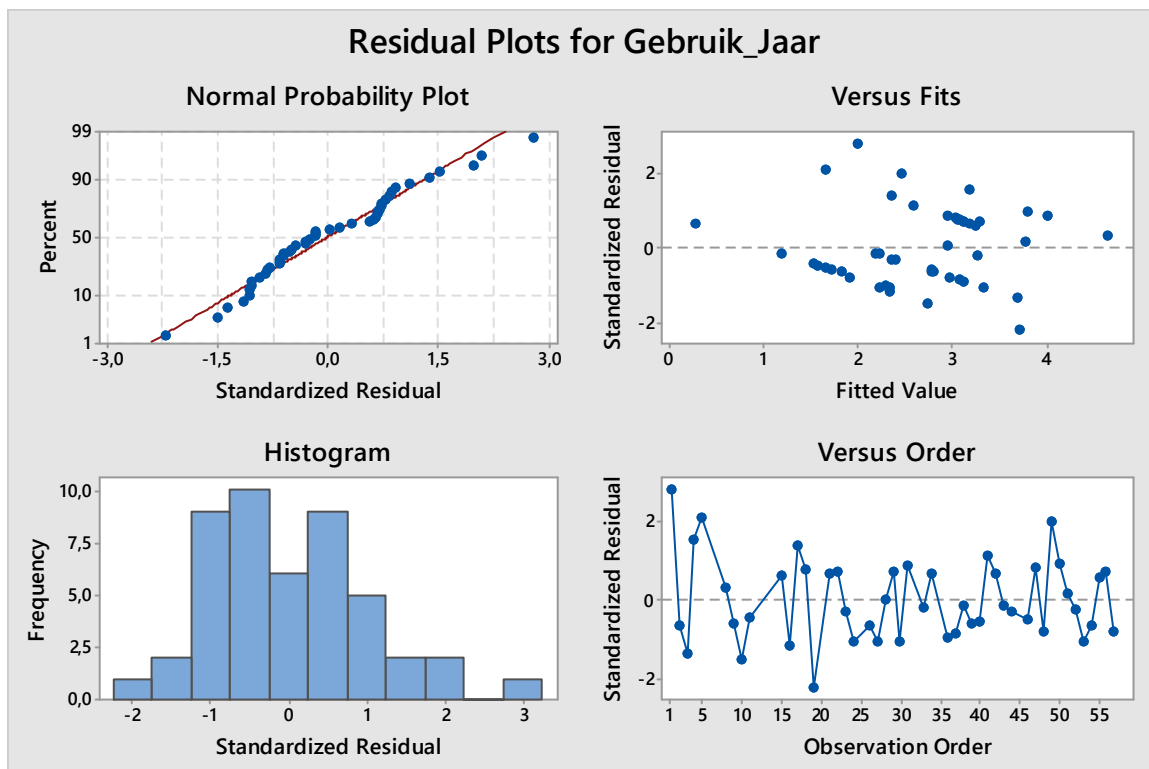 Residual Plots for Gebruik_Jaar
Normal Probability Plot
99
90
50
10
1
Percent
-3,0 -1,5 0,0 1,5 3,0
Standardized Residual
Versus Fits
2
0
-2
Standardized Residual
0 1 2 3 4
Fitted Value
Histogram
10,0
7,5
5,0
2,5
0,0
Frequency
-2 -1 0 1 2 3
Standardized Residual
Versus Order
2
0
-2
Standardized Residual
1 5 10 15 20 25 30 35 40 45 50 55
Observation Order